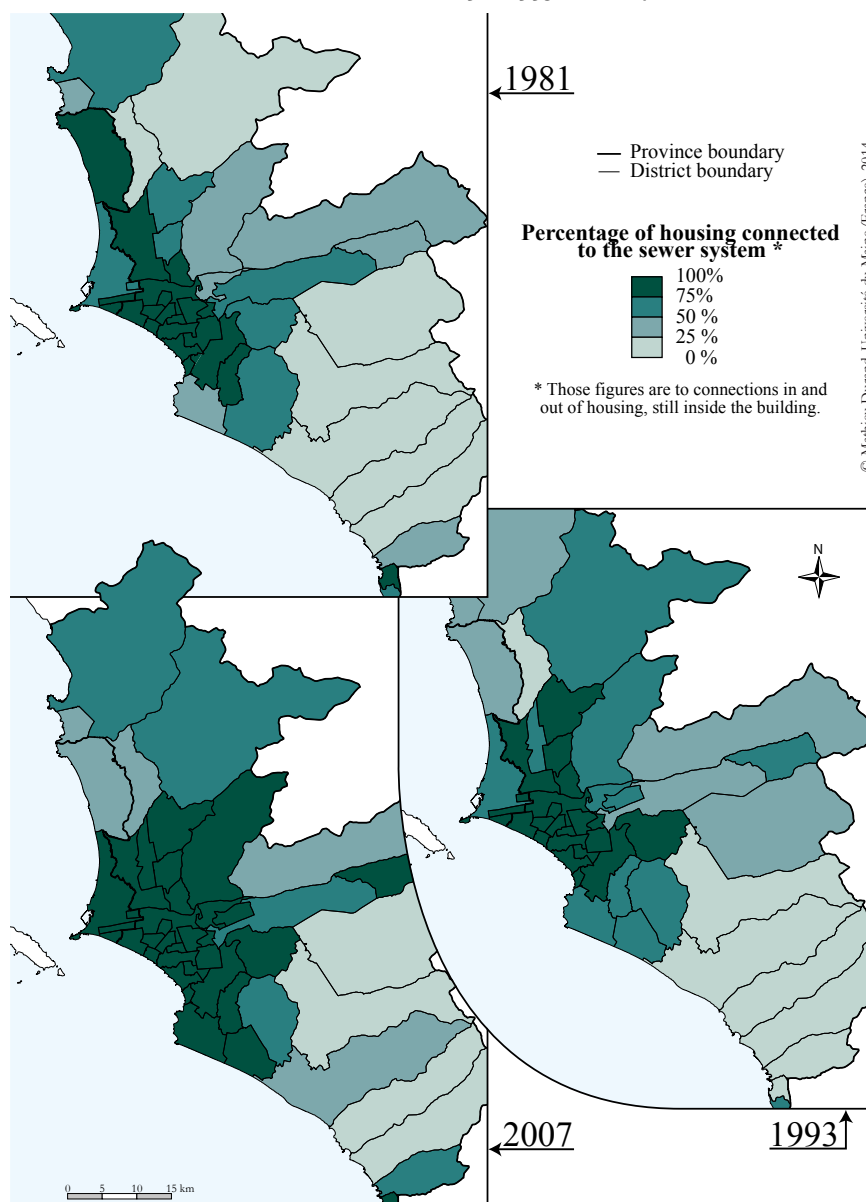 1981
Province boundary
District boundary
Percentage of housing connected
to the sewer system *
100%
75%
50 %
25 %
0 %
* Those figures are to connections in and
out of housing, still inside the building.
N
2007
1993
0 5 10 15 km